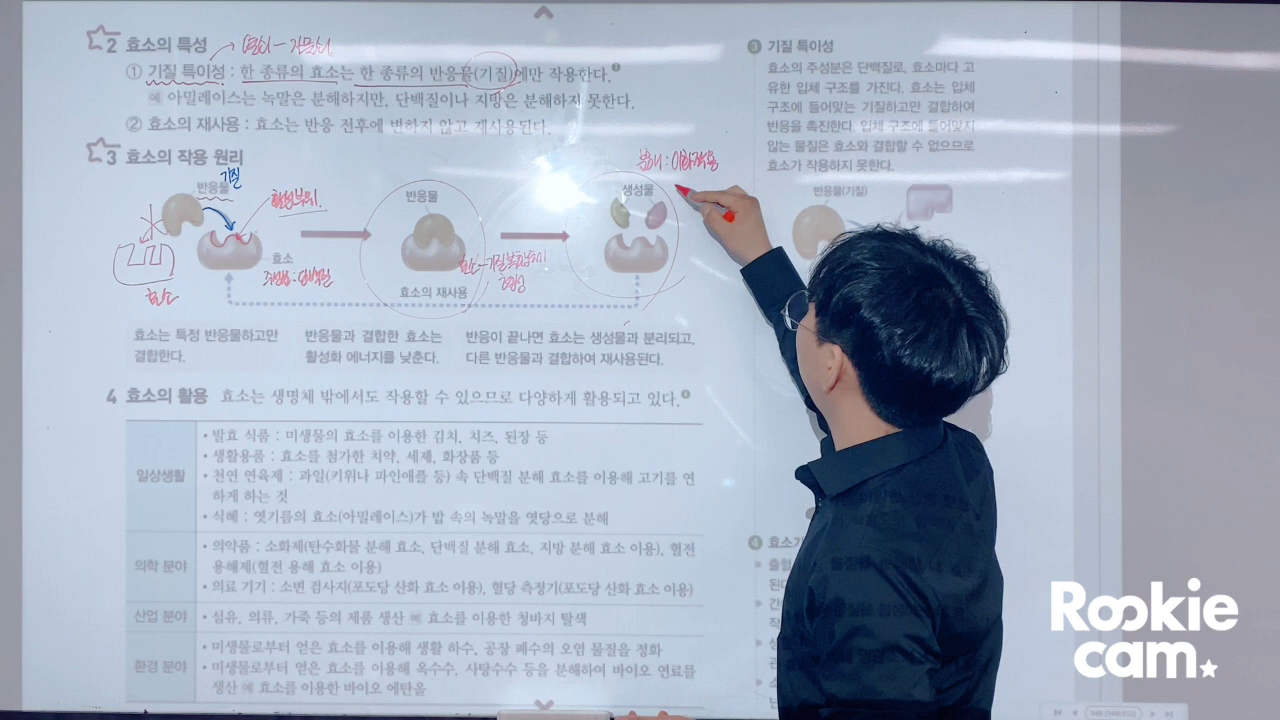 2 효소의 특성
① 기질 특이성 : 한 종류의 효소는 한 종류의 반응물(기질)에만 작용한다.❸
예 아밀레이스는 녹말은 분해하지만, 단백질이나 지방은 분해하지 못한다.
② 효소의 재사용 : 효소는 반응 전후에 변하지 않고 재사용된다.
3 효소의 작용 원리
분해 : 이화작용
반응물
기질
활성부위
효소
주성분 : 단백질
효소
반응물
효소-기질복합체
형성
효소의 재사용
생성물
효소는 특정 반응물하고만
결합한다.
반응물과 결합한 효소는
활성화 에너지를 낮춘다.
반응이 끝나면 효소는 생성물과 분리되고,
다른 반응물과 결합하여 재사용된다.
4 효소의 활용 효소는 생명체 밖에서도 작용할 수 있으므로 다양하게 활용되고 있다.❹
일상생활
• 발효 식품 : 미생물의 효소를 이용한 김치, 치즈, 된장 등
• 생활용품 : 효소를 첨가한 치약, 세제, 화장품 등
• 천연 연육제 : 과일(키위나 파인애플 등) 속 단백질 분해 효소를 이용해 고기를 연
하게 하는 것
• 식혜 : 엿기름의 효소(아밀레이스)가 밥 속의 녹말을 엿당으로 분해
의학 분야
• 의약품 : 소화제(탄수화물 분해 효소, 단백질 분해 효소, 지방 분해 효소 이용), 혈전
용해제(혈전 용해 효소 이용)
• 의료 기기 : 소변 검사지(포도당 산화 효소 이용), 혈당 측정기(포도당 산화 효소 이용)
산업 분야
• 섬유, 의류, 가죽 등의 제품 생산 예 효소를 이용한 청바지 탈색
환경 분야
• 미생물로부터 얻은 효소를 이용해 생활 하수, 공장 폐수의 오염 물질을 정화
• 미생물로부터 얻은 효소를 이용해 옥수수, 사탕수수 등을 분해하여 바이오 연료를
생산 예 효소를 이용한 바이오 에탄올
❸ 기질 특이성
효소의 주성분은 단백질로, 효소마다 고
유한 입체 구조를 가진다. 효소는 입체
구조에 들어맞는 기질하고만 결합하여
반응을 촉진한다. 입체 구조에 들어맞지
않는 물질은 효소와 결합할 수 없으므로
효소가 작용하지 못한다.
반응물(기질)
❹ 효소
Rookie
cam.